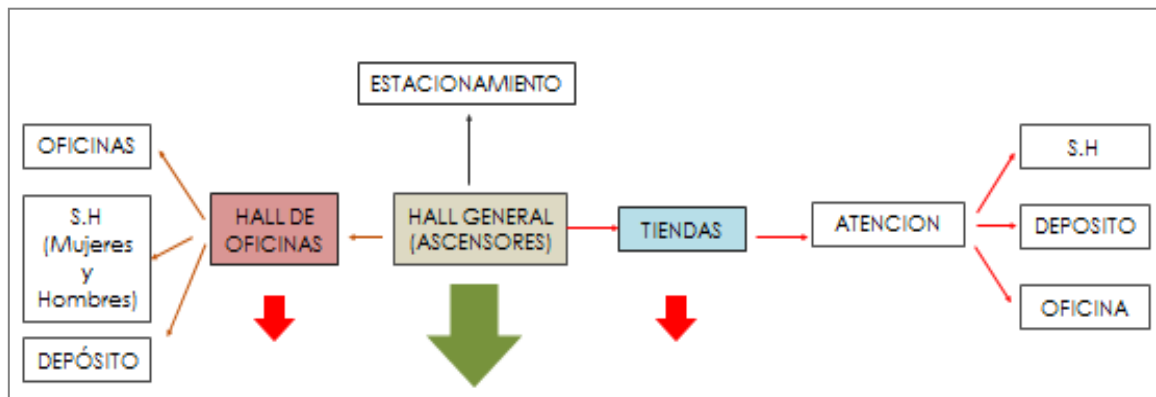 ESTACIONAMIENTO
OFICINAS
S.H
(Mujeres
y
Hombres)
DEPÓSITO
HALL DE
OFICINAS
HALL GENERAL
(ASCENSORES)
TIENDAS
ATENCION
S.H
DEPOSITO
OFICINA